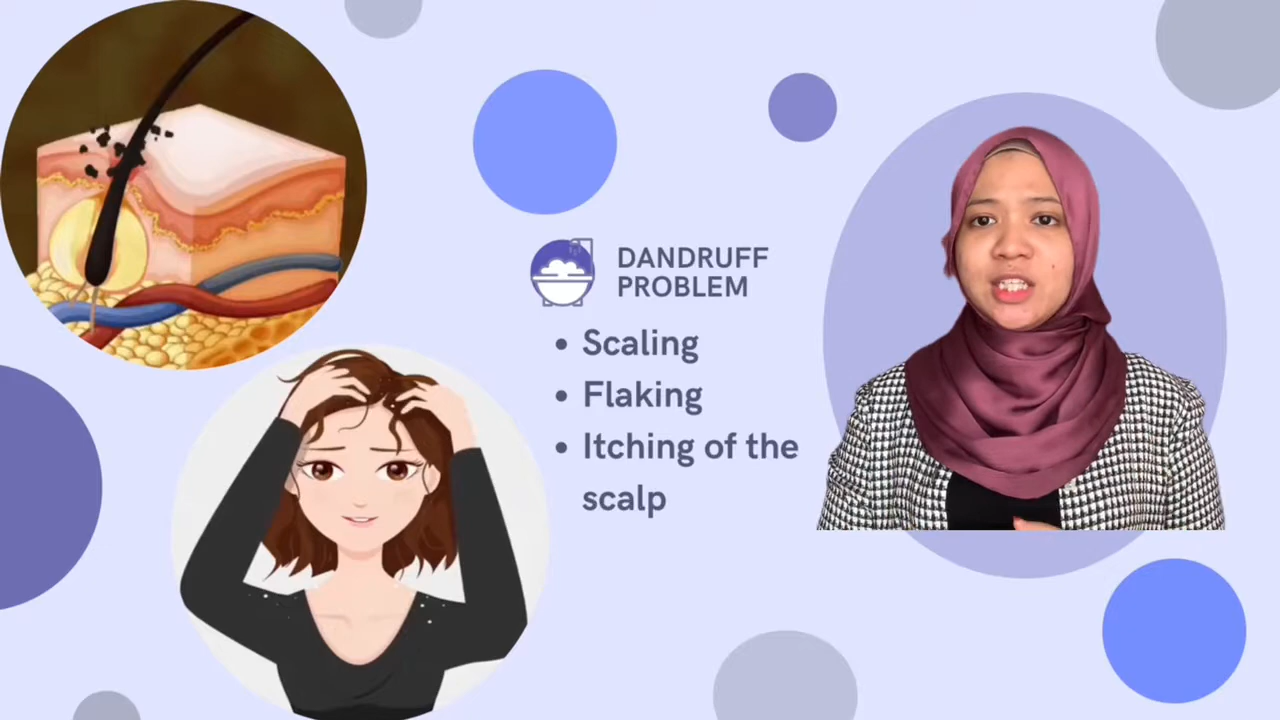 DANDRUFF
PROBLEM
• Scaling
• Flaking
• Itching of the
scalp